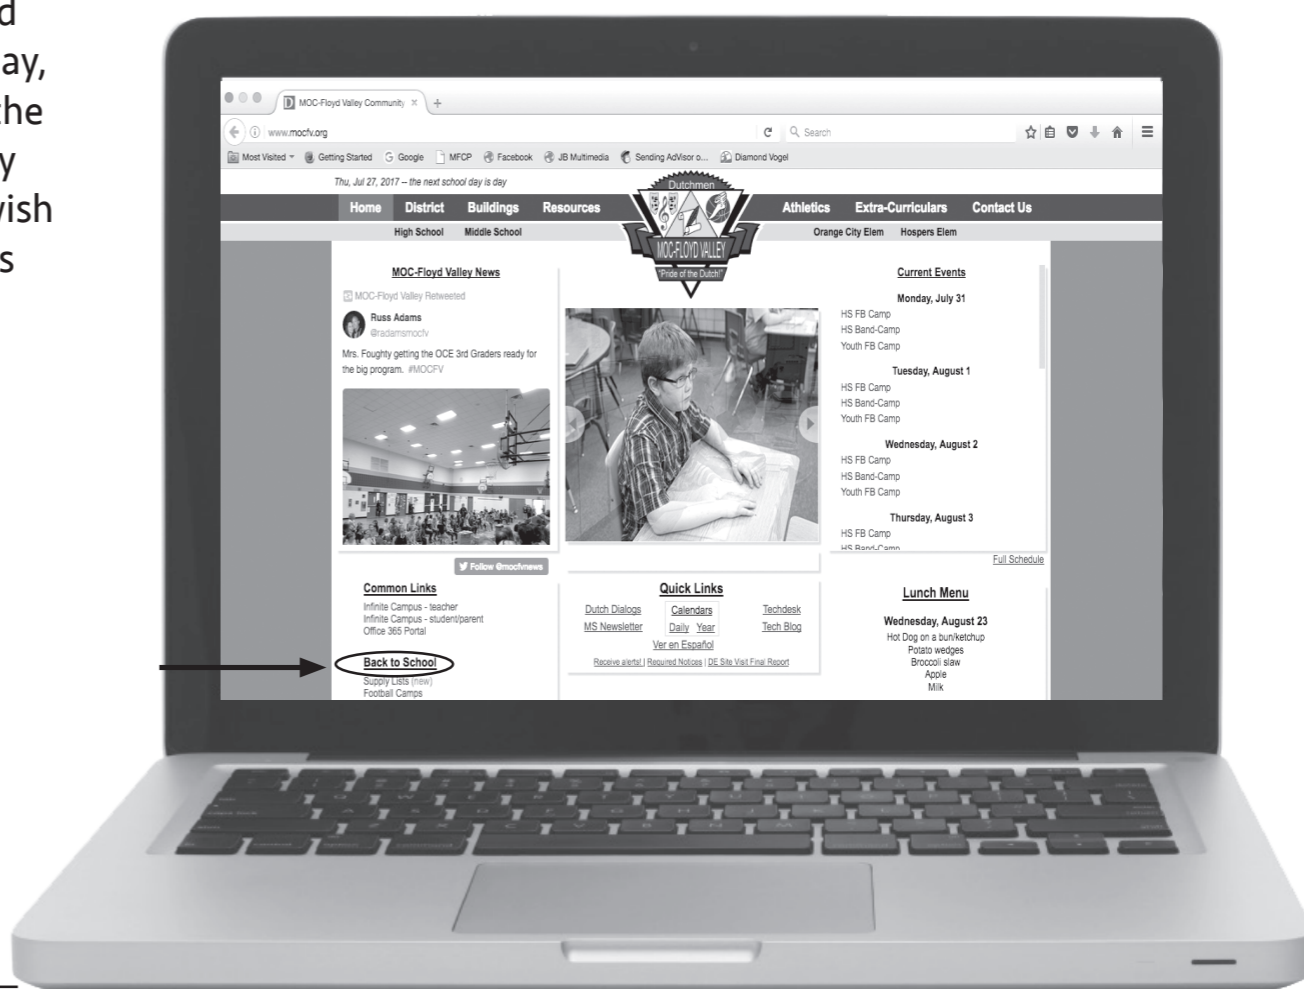 d
ay,
the
y
vish
s
MOC-Floyd Valley Community
www.mocfv.org
Search
Most Visited
Getting Started
Google
MFCP
Facebook
JB Multimedia
Sending AdVisor o...
Diamond Vogel
Thu, Jul 27, 2017 -- the next school day is day
Home District Buildings Resources
Athletics Extra-Curriculars Contact Us
High School Middle School
Orange City Elem Hospers Elem
Dutchmen
MOC-FLOYD VALLEY
"Pride of the Dutch!"
MOC-Floyd Valley News
MOC-Floyd Valley Retweeted
Russ Adams
@radamsmocfv
Mrs. Foughty getting the OCE 3rd Graders ready for
the big program. #MOCFV
Follow @mocfvnews
Common Links
Infinite Campus - teacher
Infinite Campus - student/parent
Office 365 Portal
Back to School
Supply Lists (new)
Football Camps
Quick Links
Dutch Dialogs Calendars Techdesk
MS Newsletter Daily Year Tech Blog
Ver en Español
Receive alerts! | Required Notices | DE Site Visit Final Report
Current Events
Monday, July 31
HS FB Camp
HS Band-Camp
Youth FB Camp
Tuesday, August 1
HS FB Camp
HS Band-Camp
Youth FB Camp
Wednesday, August 2
HS FB Camp
HS Band-Camp
Youth FB Camp
Thursday, August 3
HS FB Camp
HS Band-Camp
Full Schedule
Lunch Menu
Wednesday, August 23
Hot Dog on a bun/ketchup
Potato wedges
Broccoli slaw
Apple
Milk